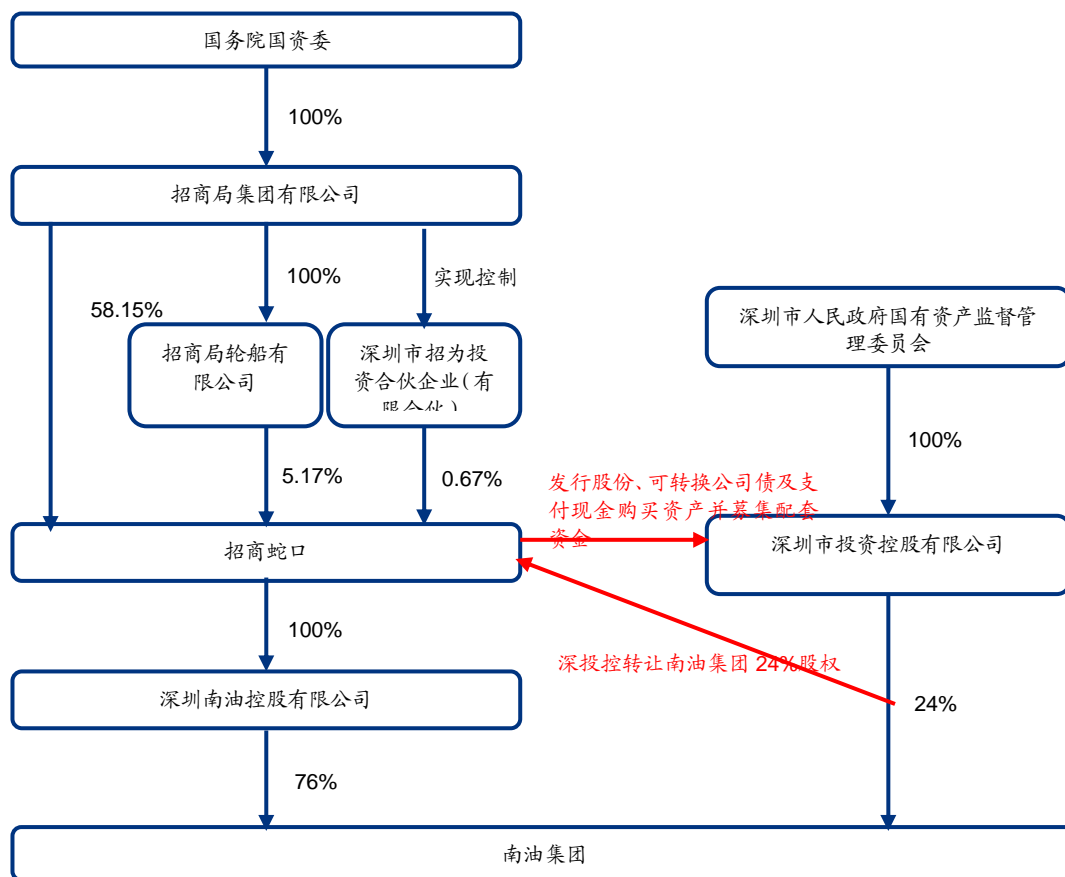 国务院国资委
100%
招商局集团有限公司
100%
实现控制
58.15%
招商局轮船有
限公司
深圳市招为投
资合伙企业(有
限合伙)
深圳市人民政府国有资产监督管
理委员会
100%
5.17%
0.67%
发行股份、可转换公司债及支
付现金购买资产并募集配套
资金
招商蛇口
深圳市投资控股有限公司
100%
深投控转让南油集团 24%股权
深圳南油控股有限公司
24%
76%
南油集团